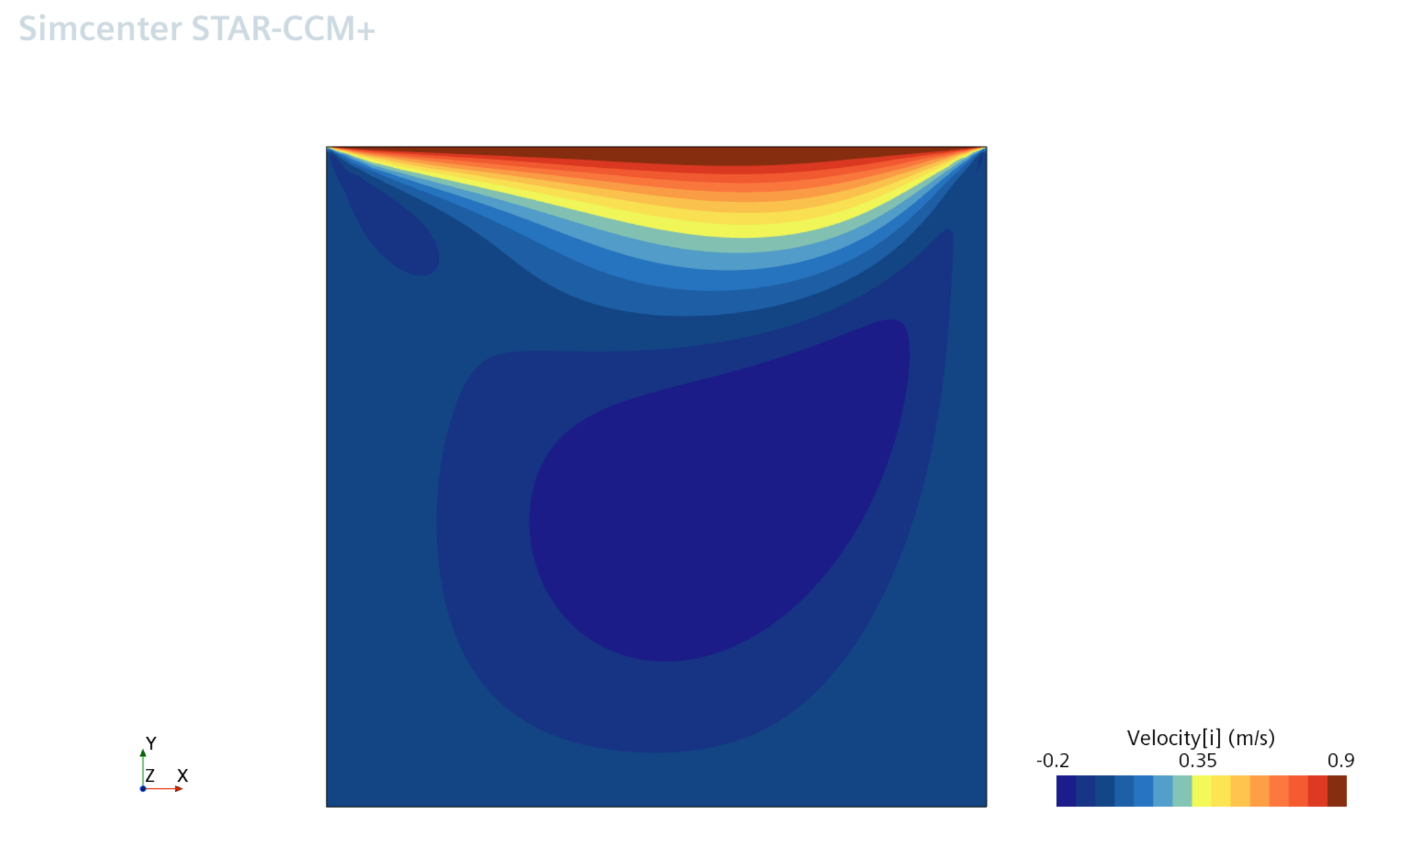 Simcenter STAR-CCM+
Y
Z X
Velocity[i] (m/s)
-0.2 0.35 0.9